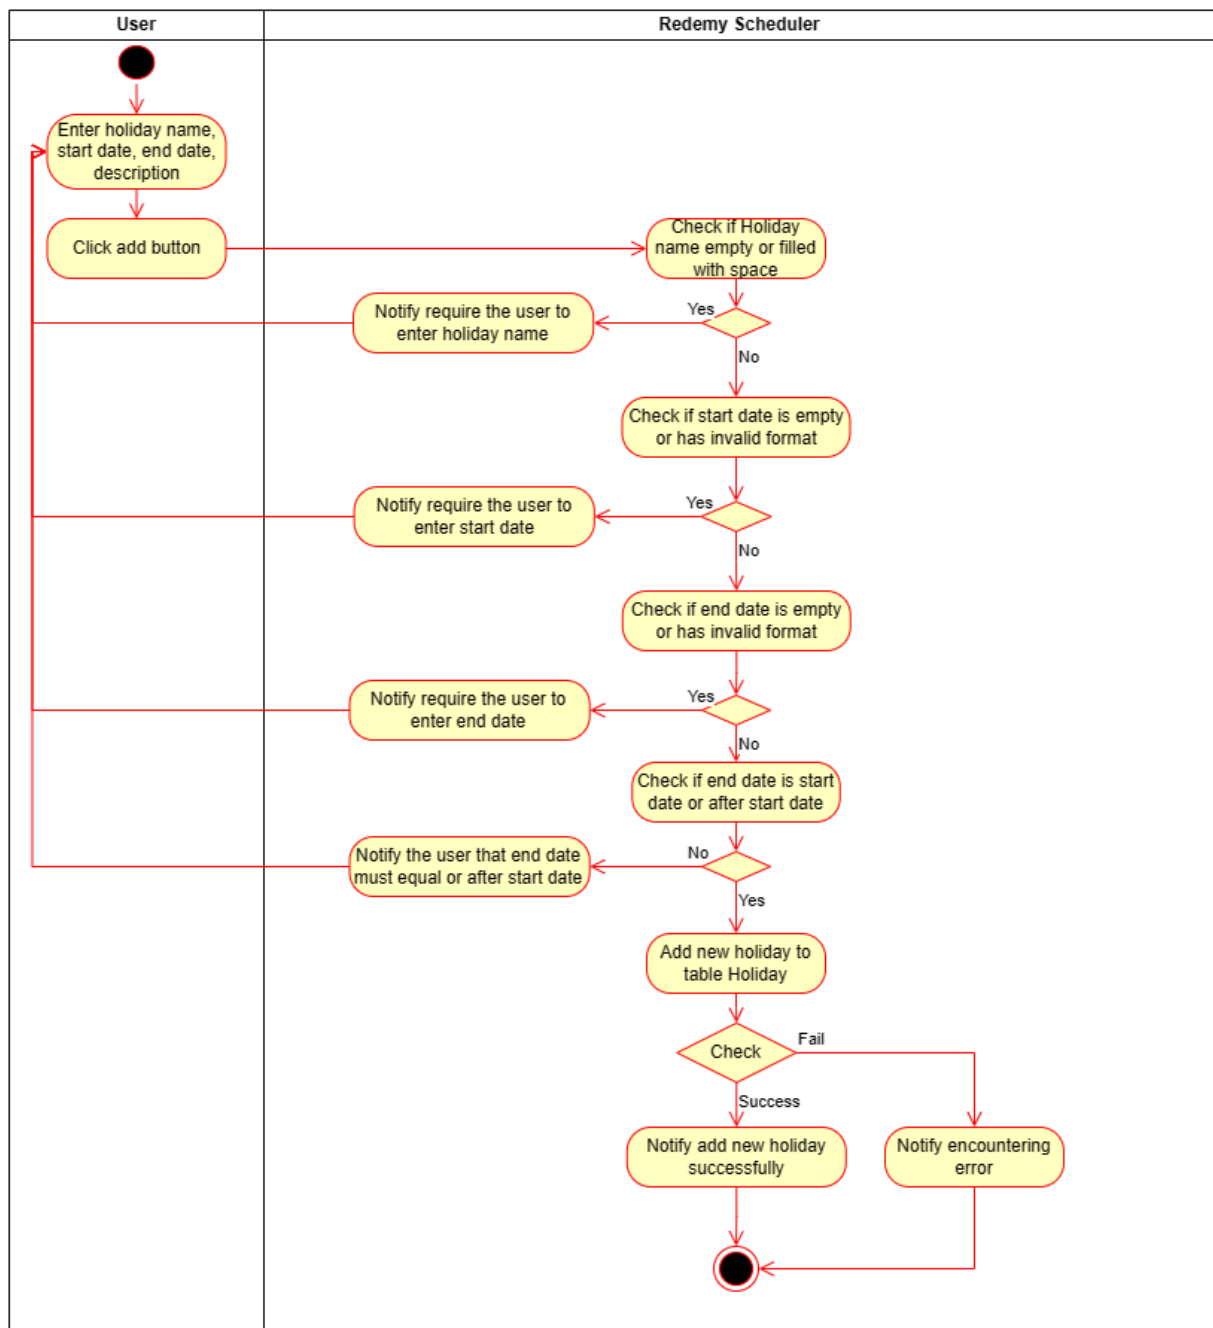 User
Redemy Scheduler
Enter holiday name,
start date, end date,
description
Click add button
Check if Holiday
name empty or filled
with space
Yes
Notify require the user to
enter holiday name
No
Check if start date is empty
or has invalid format
Yes
Notify require the user to
enter start date
No
Check if end date is empty
or has invalid format
Yes
Notify require the user to
enter end date
No
Check if end date is start
date or after start date
No
Notify the user that end date
must equal or after start date
Yes
Add new holiday to
table Holiday
Check
Fail
Success
Notify add new holiday
successfully
Notify encountering
error